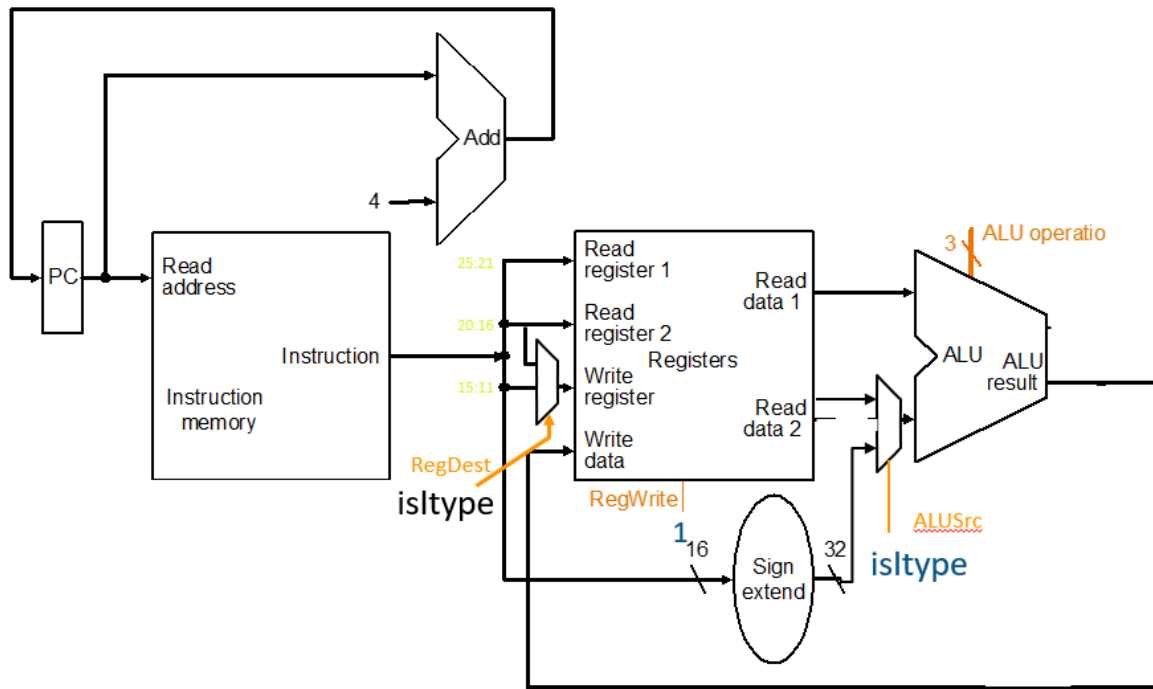 Add
4
PC
Read
address
Instruction
Instruction
memory
25:21
20:16
15:11
Read
register 1
Read
register 2
Write
register
Write
data
Registers
Read
data 1
Read
data 2
RegDest
isItype
RegWrite
1
16
Sign
extend
32
ALUSrc
isItype
3
ALU operatio
ALU
ALU
result